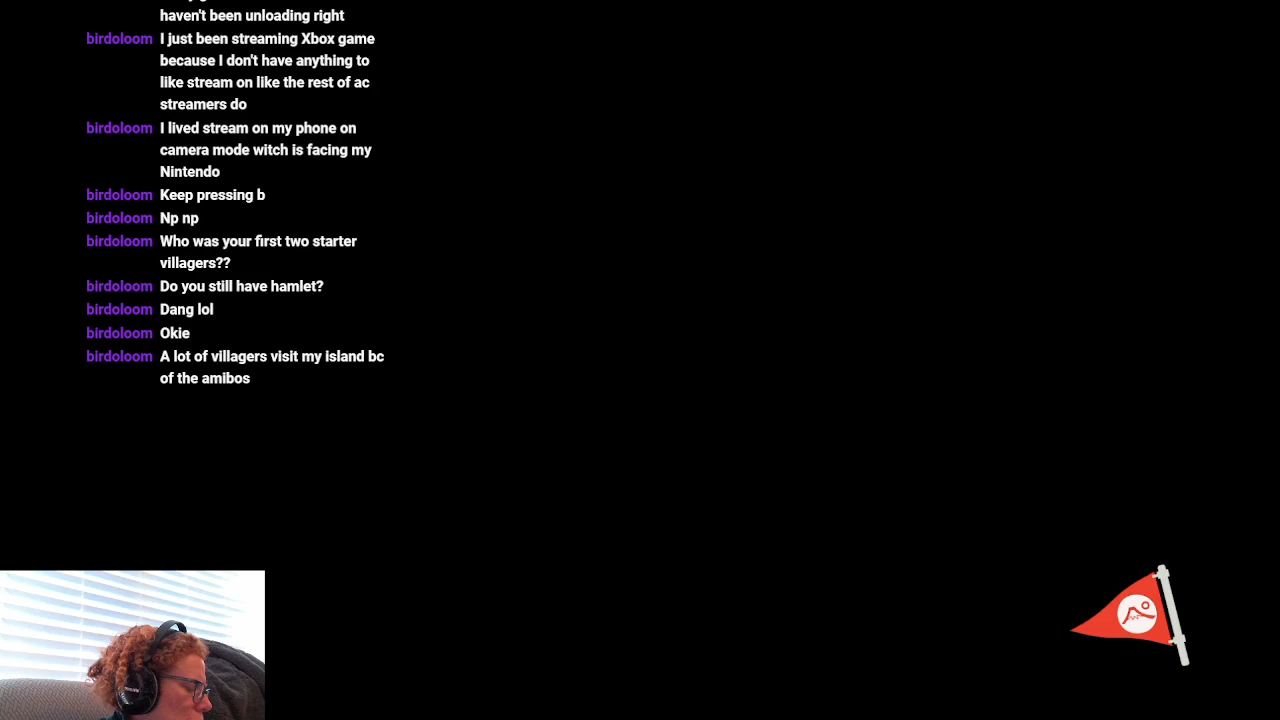 haven't been unloading right
birdoloom I just been streaming Xbox game
because I don't have anything to
like stream on like the rest of ac
streamers do
birdoloom I lived stream on my phone on
camera mode witch is facing my
Nintendo
birdoloom Keep pressing b
birdoloom Np np
birdoloom Who was your first two starter
villagers??
birdoloom Do you still have hamlet?
birdoloom Dang lol
birdoloom Okie
birdoloom A lot of villagers visit my island bc
of the amibos